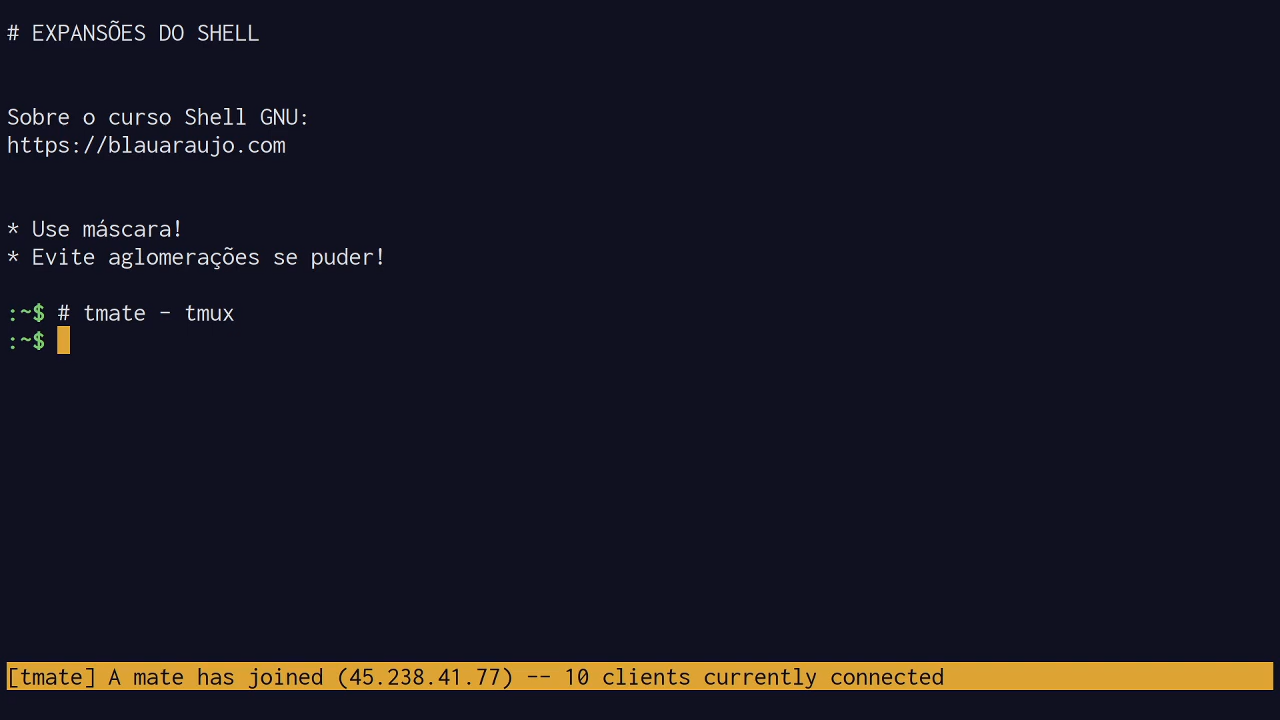 # EXPANSÕES DO SHELL
Sobre o curso Shell GNU:
https://blauaraujo.com
* Use máscara!
* Evite aglomerações se puder!
:~$ # tmate - tmux
:~$
[tmate] A mate has joined (45.238.41.77) -- 10 clients currently connected